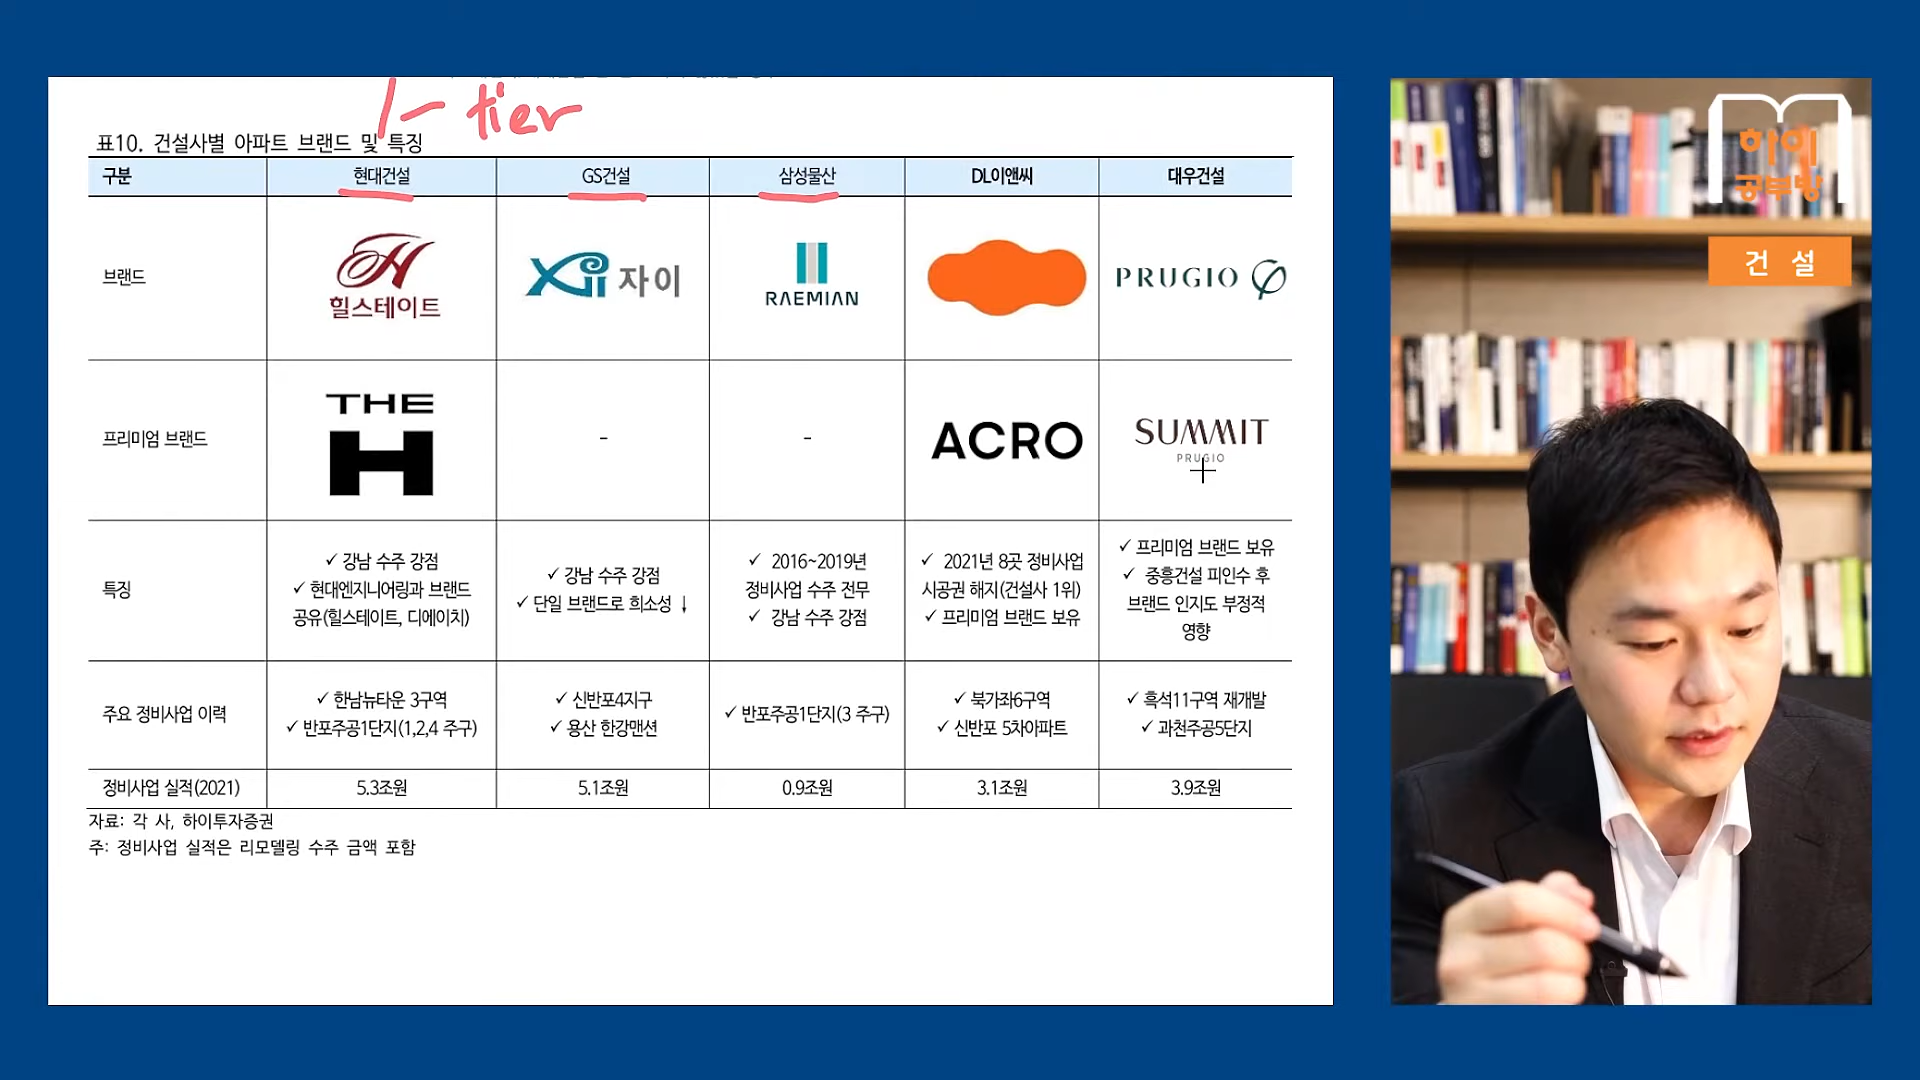 1- tier
표10. 건설사별 아파트 브랜드 및 특징
구분 현대건설 GS건설 삼성물산 DL이앤씨 대우건설
브랜드 힐스테이트 Xi 자이 RAEMIAN PRUGIO
프리미엄 브랜드 THE H - - ACRO SUMMIT PRUGIO
특징
✓ 강남 수주 강점
✓ 현대엔지니어링과 브랜드
공유(힐스테이트, 디에이치)
✓ 강남 수주 강점
✓ 단일 브랜드로 희소성 ↓
✓ 2016~2019년
정비사업 수주 전무
✓ 강남 수주 강점
✓ 2021년 8곳 정비사업
시공권 해지(건설사 1위)
✓ 프리미엄 브랜드 보유
✓ 프리미엄 브랜드 보유
✓ 중흥건설 피인수 후
브랜드 인지도 부정적
영향
주요 정비사업 이력
✓ 한남뉴타운 3구역
✓ 반포주공1단지(1,2,4 주구)
✓ 신반포4지구
✓ 용산 한강맨션
✓ 반포주공1단지(3 주구)
✓ 북가좌6구역
✓ 신반포 5차아파트
✓ 흑석11구역 재개발
✓ 과천주공5단지
정비사업 실적(2021) 5.3조원 5.1조원 0.9조원 3.1조원 3.9조원
자료: 각 사, 하이투자증권
주: 정비사업 실적은 리모델링 수주 금액 포함
하이
공부방
건 설